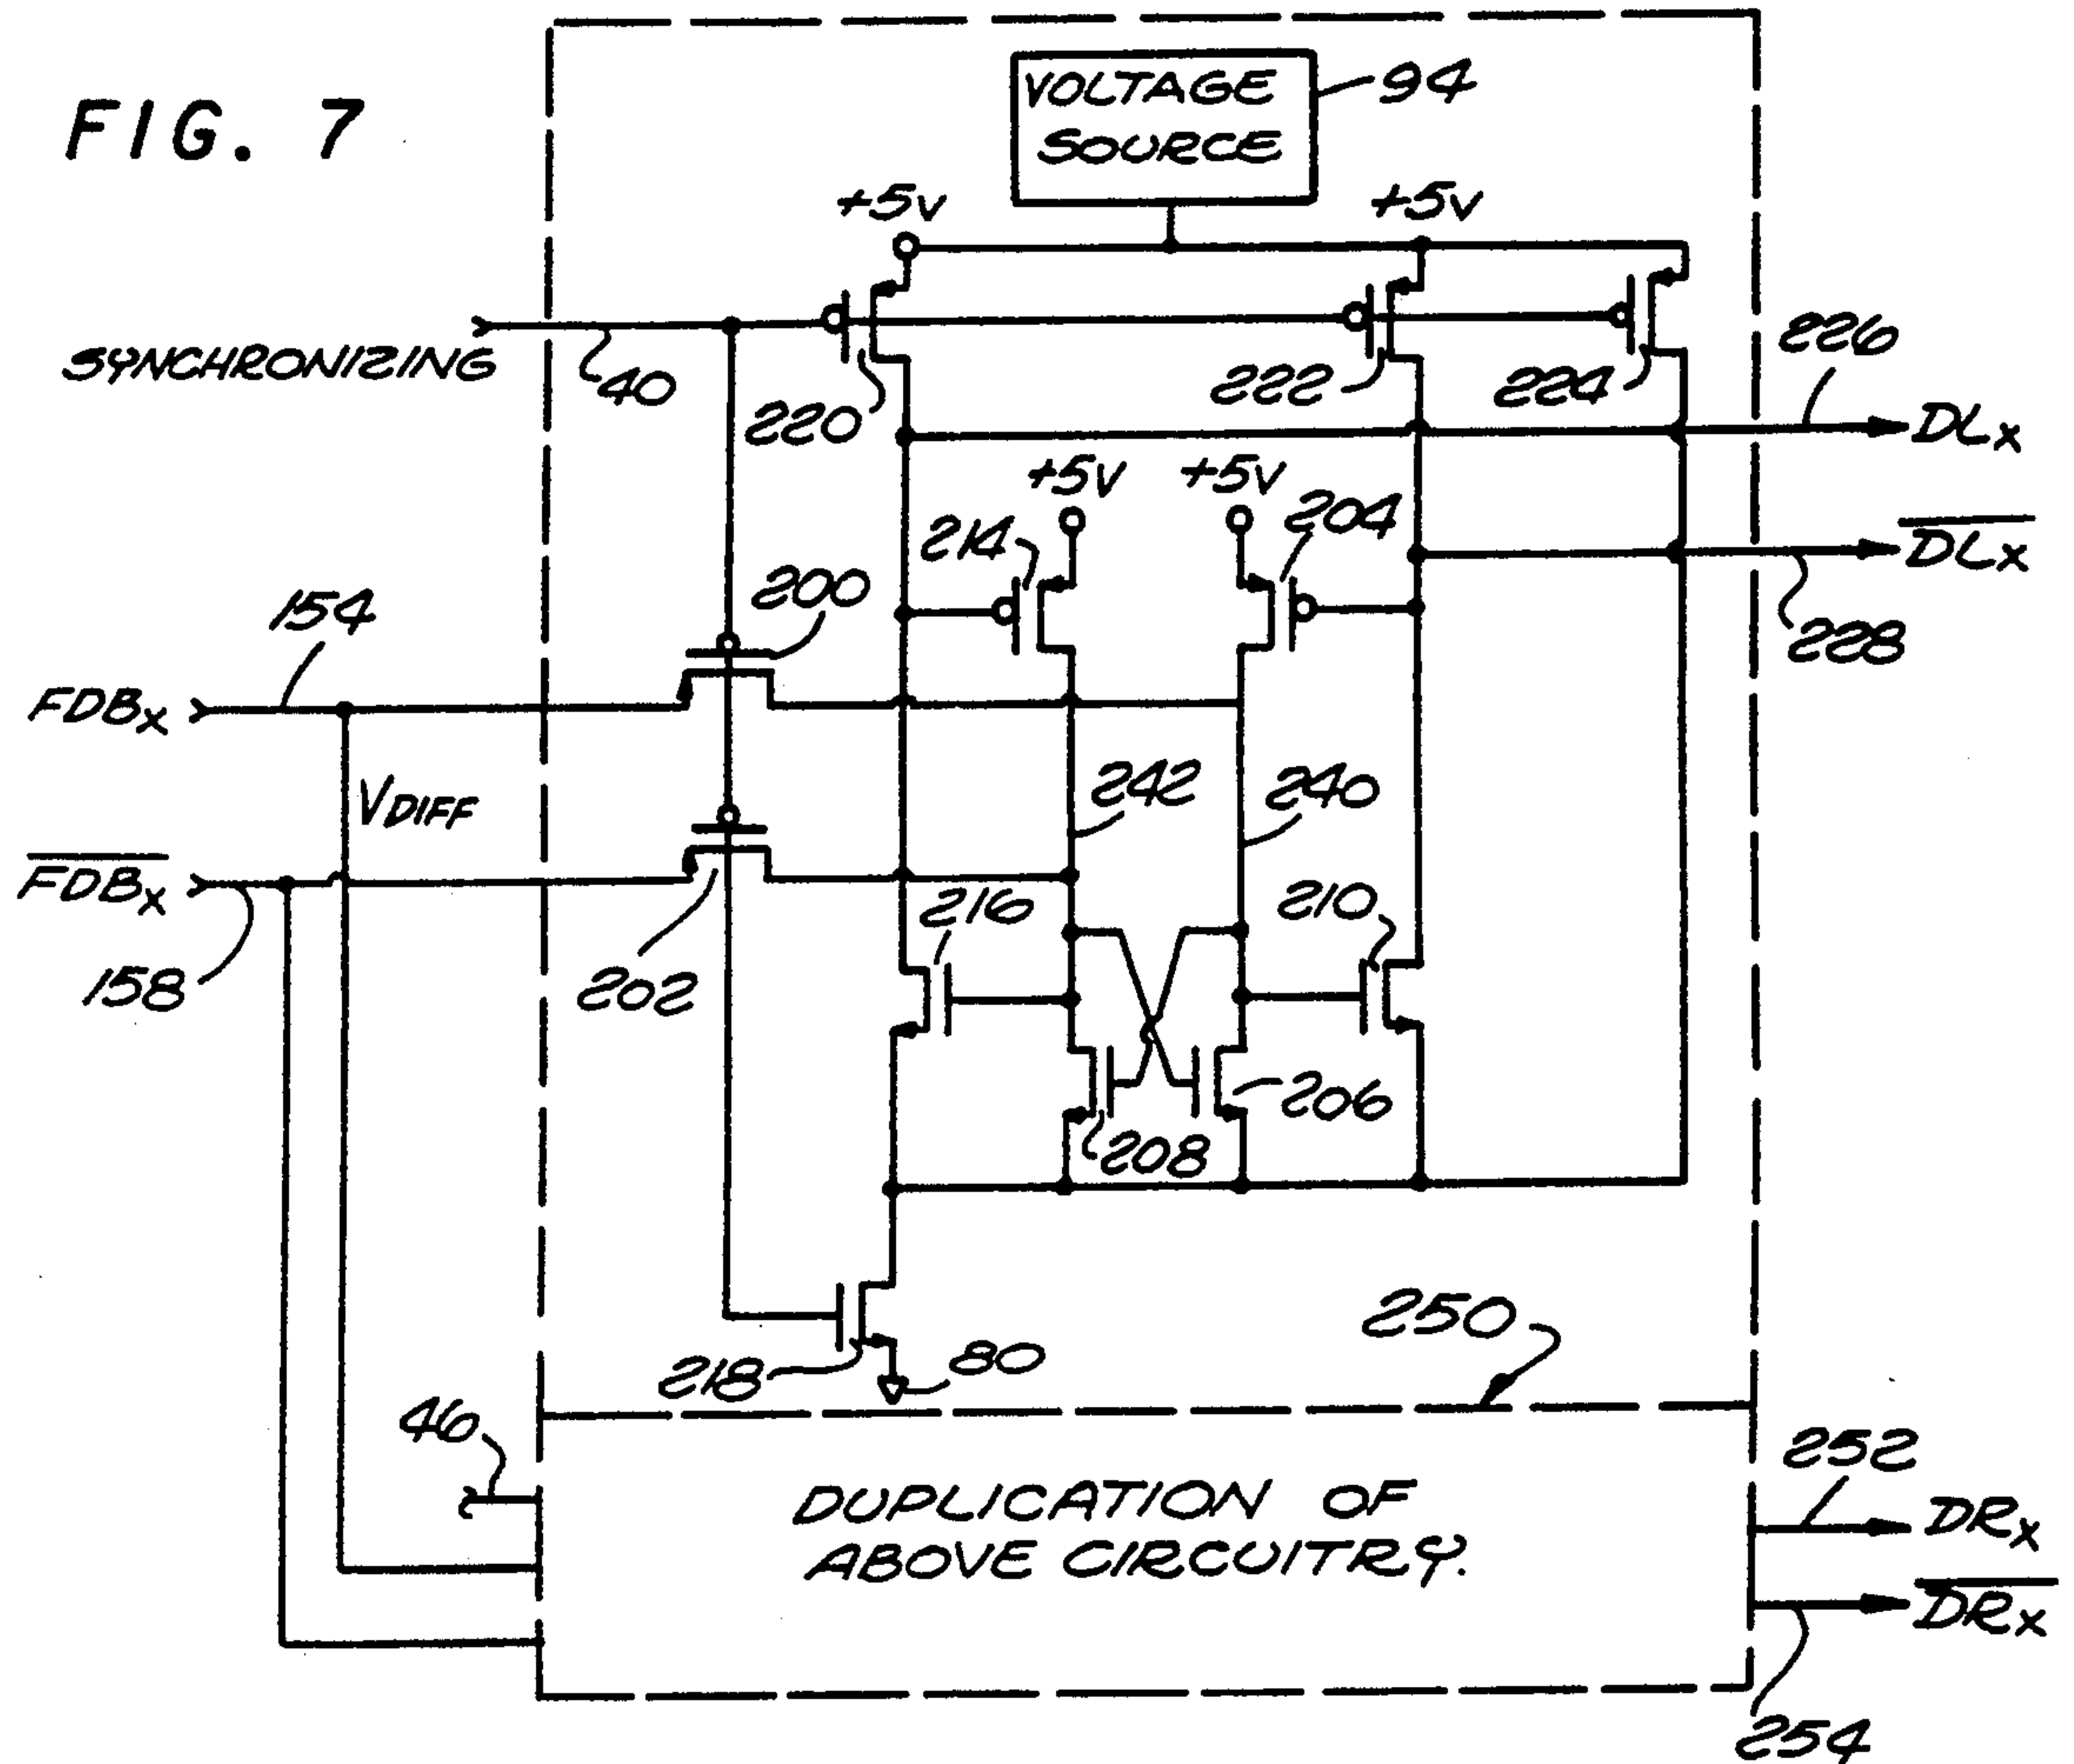 FIG. 7
VOLTAGE
SOURCE
94
+5V
+5V
SYNCHRONIZING
40
220
222
224
226
DLX
+5V
+5V
214
204
DLX
228
200
154
FDBX
VDIFF
242
240
FDBX
158
202
216
210
208
206
218
80
250
46
DUPLICATION OF
ABOVE CIRCUITRY.
252
DRX
DRX
254